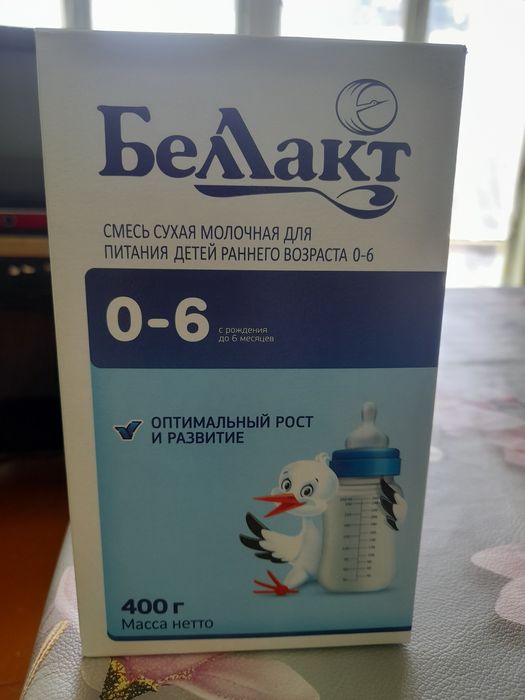 Беллакт
СМЕСЬ СУХАЯ МОЛОЧНАЯ ДЛЯ
ПИТАНИЯ ДЕТЕЙ РАННЕГО ВОЗРАСТА 0-6
0-6
с рождения
до 6 месяцев
ОПТИМАЛЬНЫЙ РОСТ
И РАЗВИТИЕ
400 г
Масса нетто